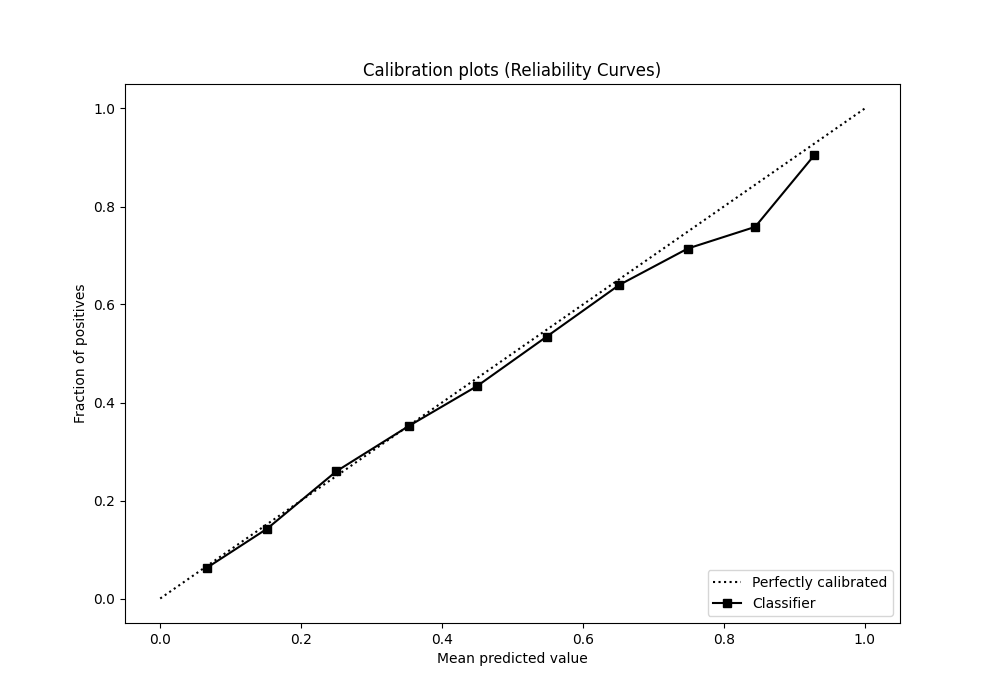 Calibration plots (Reliability Curves)
1.0
0.8
0.6
0.4
0.2
0.0
Fraction of positives
Perfectly calibrated
Classifier
0.0 0.2 0.4 0.6 0.8 1.0
Mean predicted value